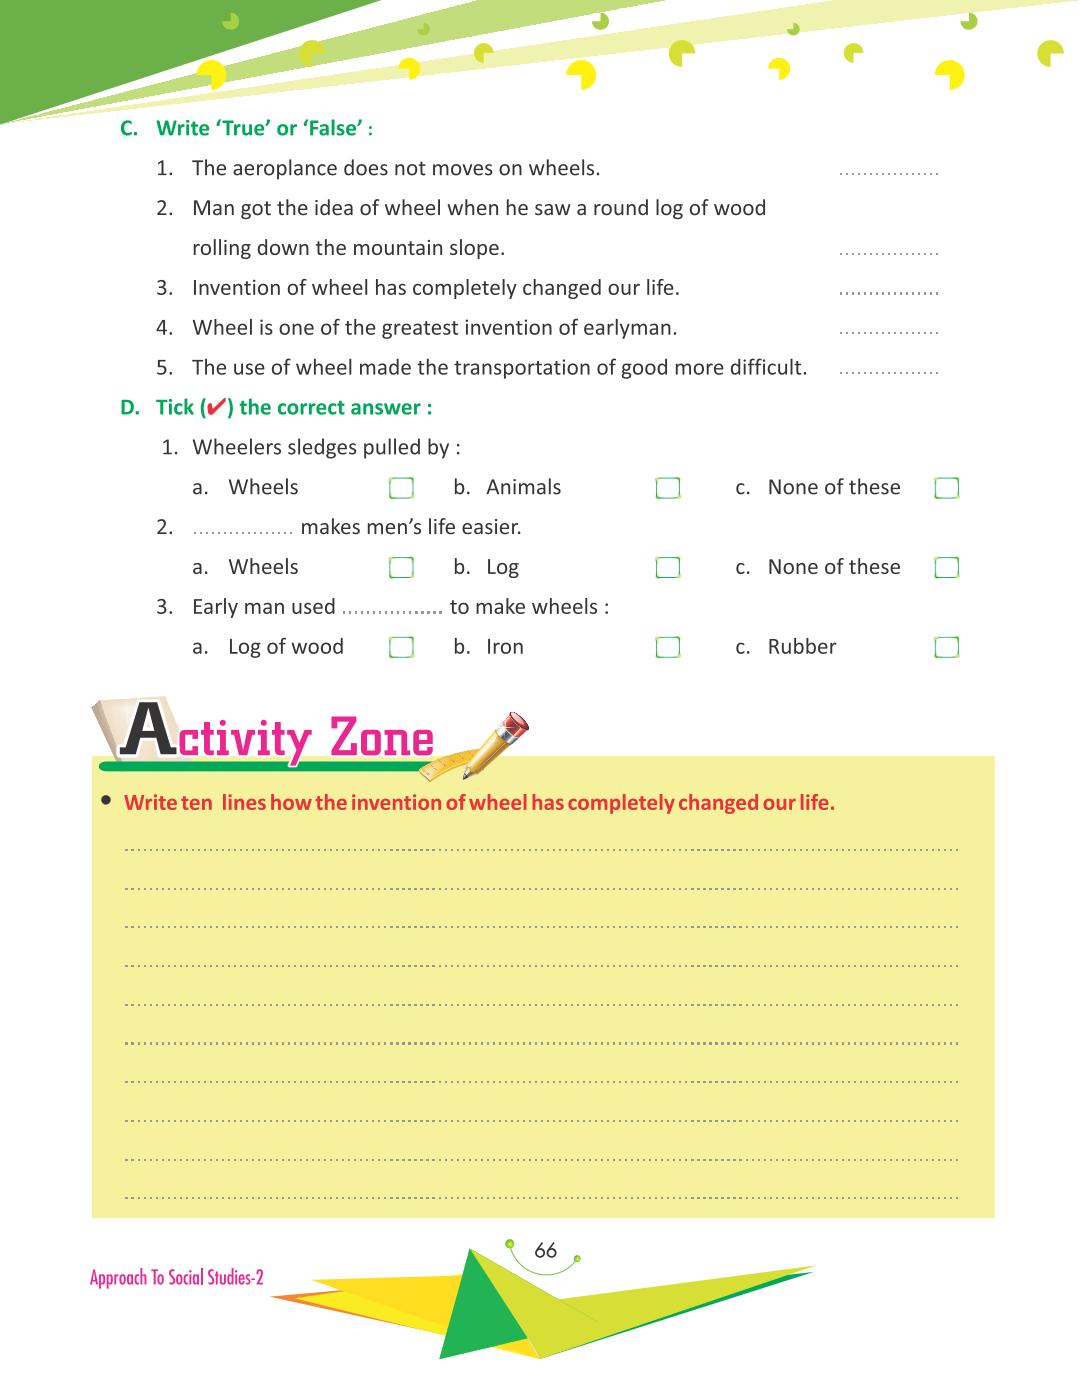 C. Write ‘True’ or ‘False’ :
1. The aeroplance does not moves on wheels. .................
2. Man got the idea of wheel when he saw a round log of wood
rolling down the mountain slope. .................
3. Invention of wheel has completely changed our life. .................
4. Wheel is one of the greatest invention of earlyman. .................
5. The use of wheel made the transportation of good more difficult. .................
D. Tick (✔) the correct answer :
1. Wheelers sledges pulled by :
a. Wheels b. Animals c. None of these
2. ................. makes men’s life easier.
a. Wheels b. Log c. None of these
3. Early man used ................. to make wheels :
a. Log of wood b. Iron c. Rubber
Activity Zone
• Write ten lines how the invention of wheel has completely changed our life.
66
Approach To Social Studies-2